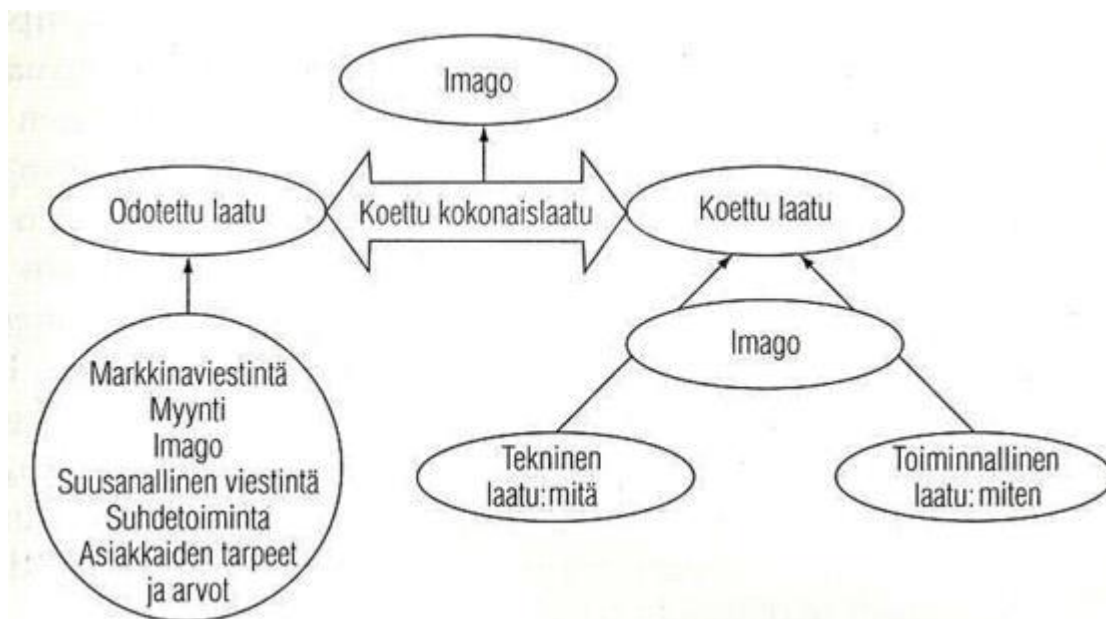 Imago
Odotettu laatu
Koettu kokonaislaatu
Koettu laatu
Markkinaviestintä
Myynti
Imago
Suusanallinen viestintä
Suhdetoiminta
Asiakkaiden tarpeet
ja arvot
Imago
Tekninen
laatu: mitä
Toiminnallinen
laatu: miten